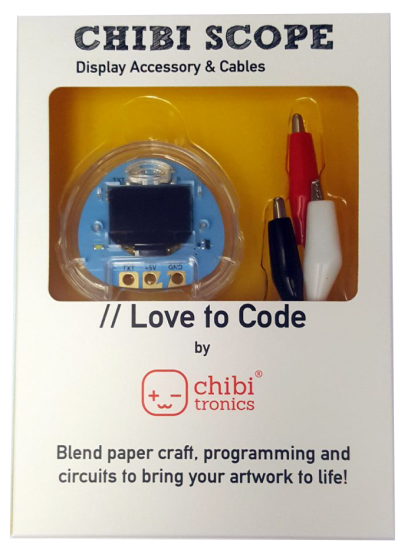 CHIBI SCOPE
Display Accessory & Cables
TXT
TXT +5V GND
// Love to Code
by
chibi®
tronics
Blend paper craft, programming and
circuits to bring your artwork to life!